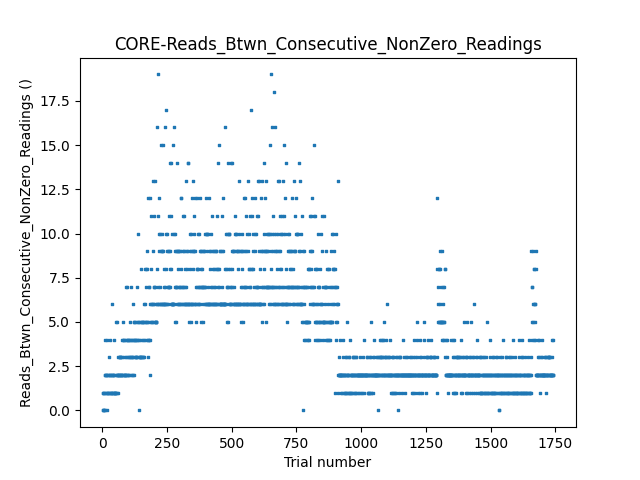 CORE-Reads_Btwn_Consecutive_NonZero_Readings
Reads_Btwn_Consecutive_NonZero_Readings ()
17.5
15.0
12.5
10.0
7.5
5.0
2.5
0.0
0 250 500 750 1000 1250 1500 1750
Trial number